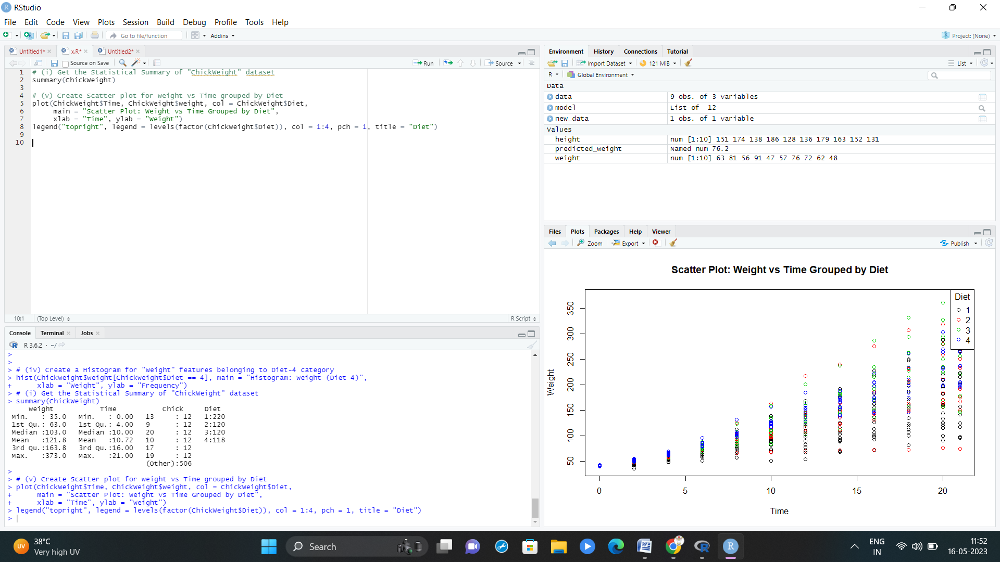 RStudio
File Edit Code View Plots Session Build Debug Profile Tools Help
Go to file/function Addins Project: (None)
Untitled1* x.R* Untitled2*
Source on Save Run Source
1 # (i) Get the Statistical Summary of "ChickWeight" dataset
2 summary(ChickWeight)
3
4 # (v) Create Scatter plot for weight vs Time grouped by Diet
5 plot(ChickWeight$Time, ChickWeight$weight, col = ChickWeight$Diet,
6 main = "Scatter Plot: Weight vs Time Grouped by Diet",
7 xlab = "Time", ylab = "Weight")
8 legend("topright", legend = levels(factor(ChickWeight$Diet)), col = 1:4, pch = 1, title = "Diet")
9
10
10:1 (Top Level) R Script
Console Terminal Jobs
R 3.6.2 · ~/
>
>
> # (iv) Create a Histogram for "Weight" features belonging to Diet-4 category
> hist(ChickWeight$weight[ChickWeight$Diet == 4], main = "Histogram: Weight (Diet 4)",
+ xlab = "Weight", ylab = "Frequency")
> # (i) Get the Statistical Summary of "ChickWeight" dataset
> summary(ChickWeight)
weight Time Chick Diet
Min. : 35.0 Min. : 0.00 13 : 12 1:220
1st Qu.: 63.0 1st Qu.: 4.00 9 : 12 2:120
Median :103.0 Median :10.00 20 : 12 3:120
Mean :121.8 Mean :10.72 10 : 12 4:118
3rd Qu.:163.8 3rd Qu.:16.00 17 : 12
Max. :373.0 Max. :21.00 19 : 12
(Other):506
>
> # (v) Create Scatter plot for weight vs Time grouped by Diet
> plot(ChickWeight$Time, ChickWeight$weight, col = ChickWeight$Diet,
+ main = "Scatter Plot: Weight vs Time Grouped by Diet",
+ xlab = "Time", ylab = "Weight")
> legend("topright", legend = levels(factor(ChickWeight$Diet)), col = 1:4, pch = 1, title = "Diet")
>
Environment History Connections Tutorial
Import Dataset 121 MiB List
R Global Environment
Data
data 9 obs. of 3 variables
model List of 12
new_data 1 obs. of 1 variable
Values
height num [1:10] 151 174 138 186 128 136 179 163 152 131
predicted_weight Named num 76.2
weight num [1:10] 63 81 56 91 47 57 76 72 62 48
Files Plots Packages Help Viewer
Zoom Export Publish
Scatter Plot: Weight vs Time Grouped by Diet
Diet
1
2
3
4
350
300
250
200
150
100
50
Weight
0 5 10 15 20
Time
UV
38°C
Very high UV
Search
ENG
IN
11:52
16-05-2023